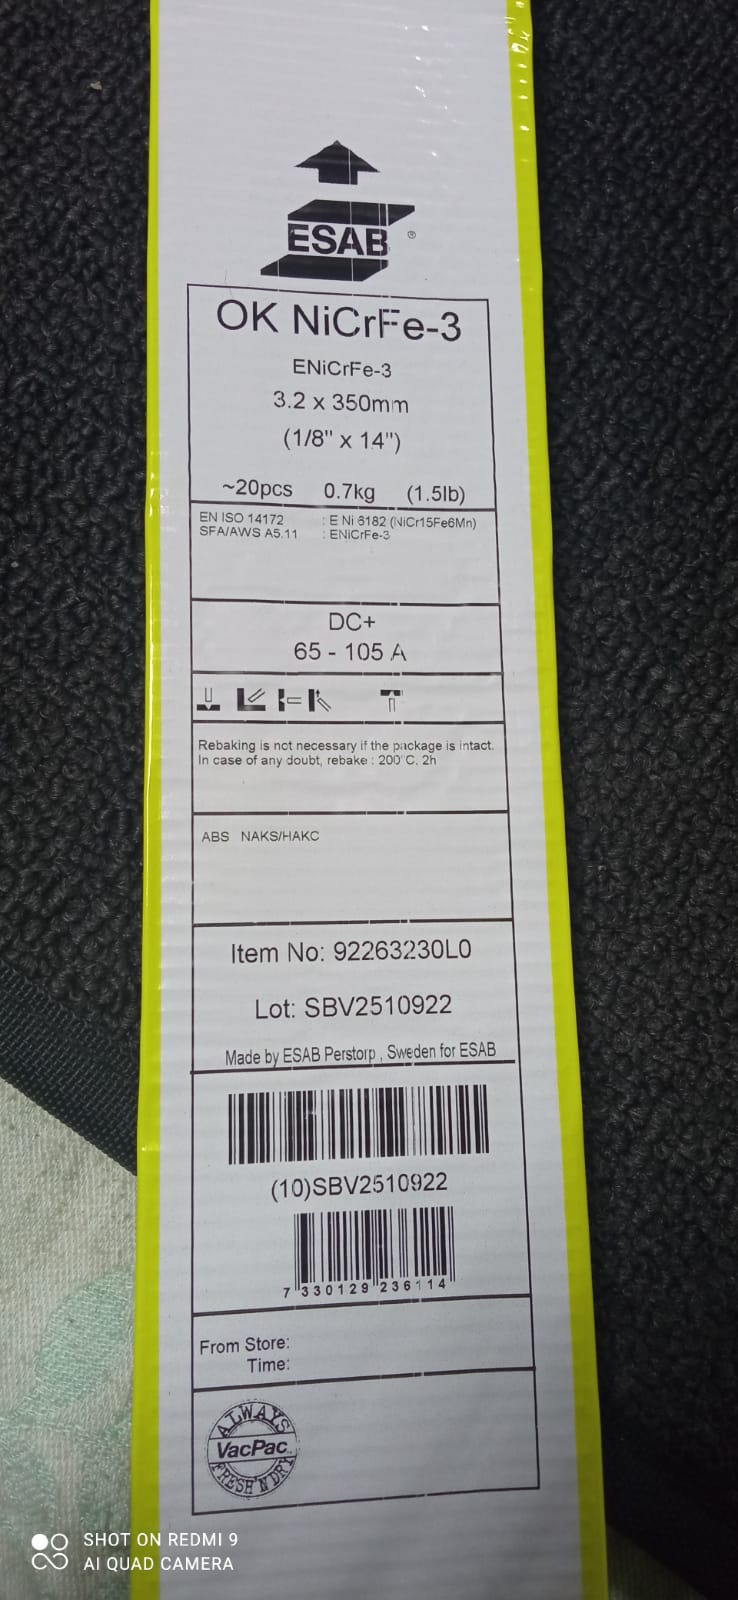 ESAB ®
OK NiCrFe-3
ENiCrFe-3
3.2 x 350mm
(1/8" x 14")
~20pcs 0.7kg (1.5lb)
EN ISO 14172 : E Ni 6182 (NiCr15Fe6Mn)
SFA/AWS A5.11 : ENiCrFe-3
DC+
65 - 105 A
Rebaking is not necessary if the package is intact.
In case of any doubt, rebake : 200°C, 2h
ABS NAKS/HAKC
Item No: 92263230L0
Lot: SBV2510922
Made by ESAB Perstorp , Sweden for ESAB
(10)SBV2510922
7 330129 236114
From Store:
Time:
ALWAYS
VacPac
FRESH'N DRY
SHOT ON REDMI 9
AI QUAD CAMERA